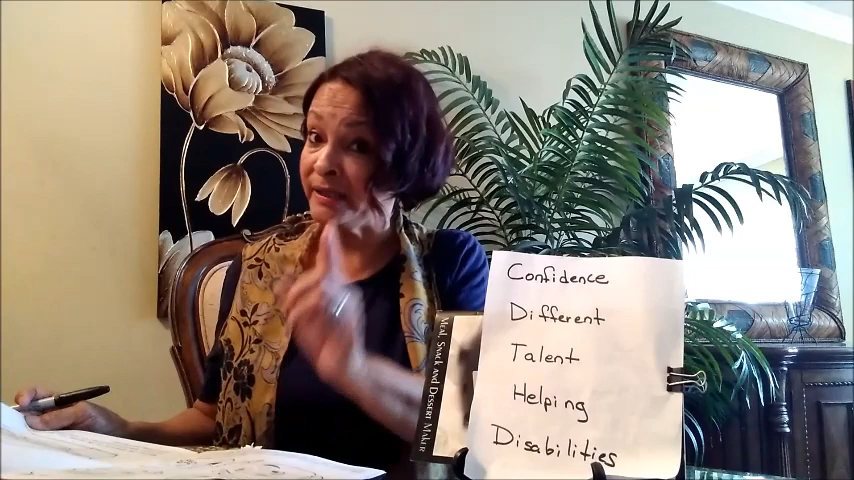 Confidence
Different
Talent
Helping
Disabilities
Meal, Snack and Dessert Maker